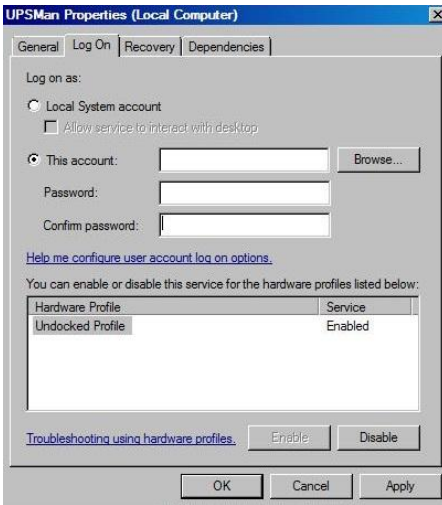 UPSMan Properties (Local Computer)
General Log On Recovery Dependencies
Log on as:
Local System account
Allow service to interact with desktop
This account: Browse...
Password:
Confirm password:
Help me configure user account log on options.
You can enable or disable this service for the hardware profiles listed below:
Hardware Profile Service
Undocked Profile Enabled
Troubleshooting using hardware profiles. Enable Disable
OK Cancel Apply